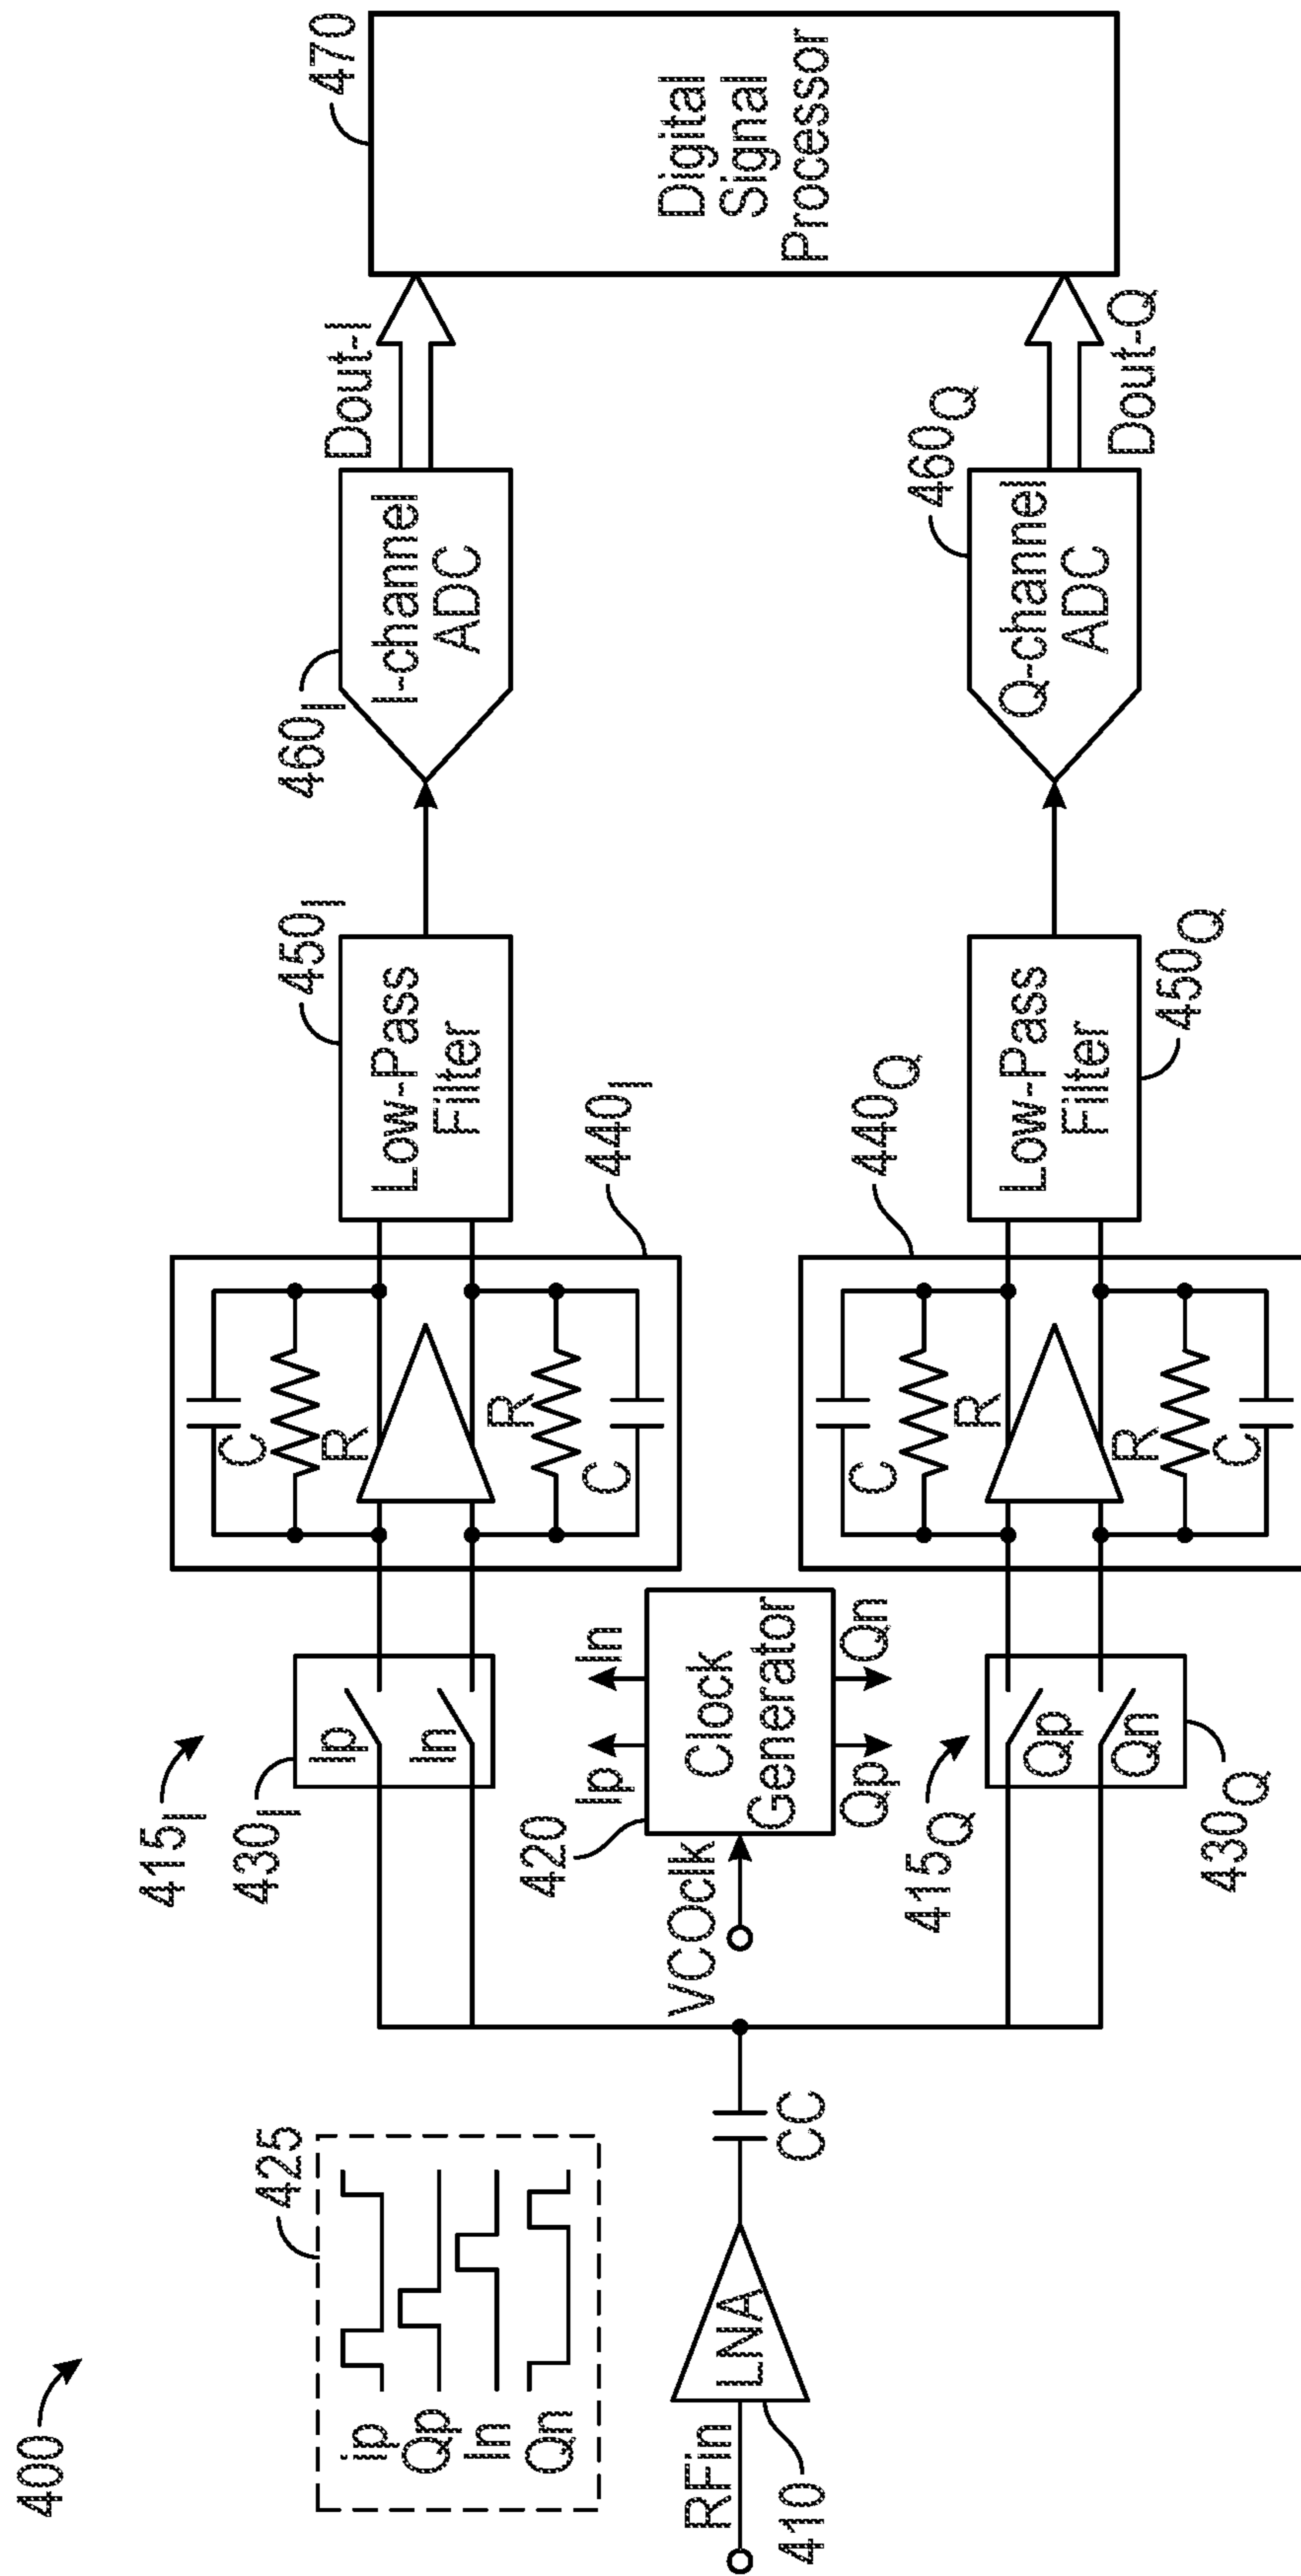 400
425
ip
Qp
In
Qn
RFin
LNA
410
CC
415I
430I
Ip
In
Ip
In
420
VCOclk
Clock
Generator
Qp
Qn
415Q
Qp
Qn
430Q
C
R
R
C
440I
C
R
R
C
440Q
450I
Low-Pass
Filter
Low-Pass
Filter
450Q
460I
I-channel
ADC
Dout-I
460Q
Q-channel
ADC
Dout-Q
470
Digital
Signal
Processor